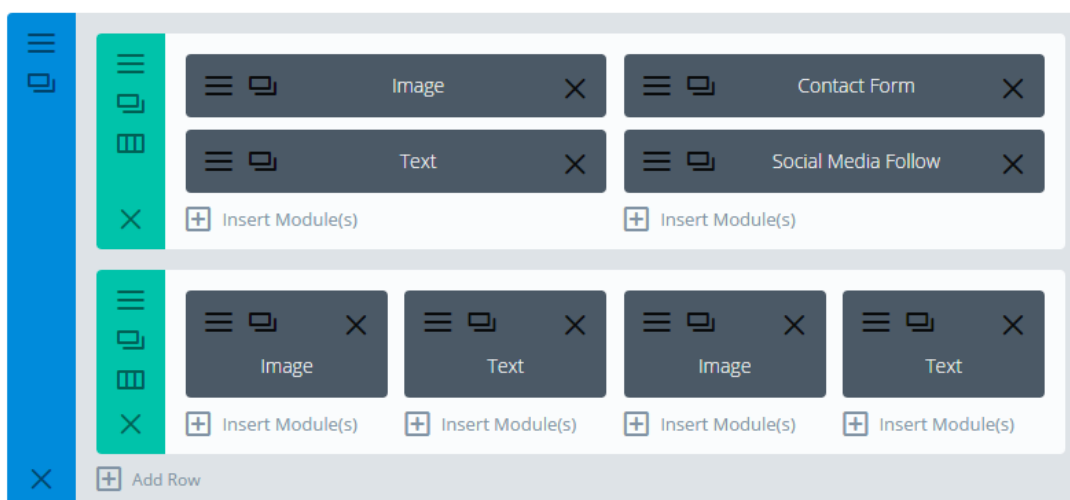 Image Contact Form
Text Social Media Follow
Insert Module(s) Insert Module(s)
Image Text Image Text
Insert Module(s) Insert Module(s) Insert Module(s) Insert Module(s)
Add Row